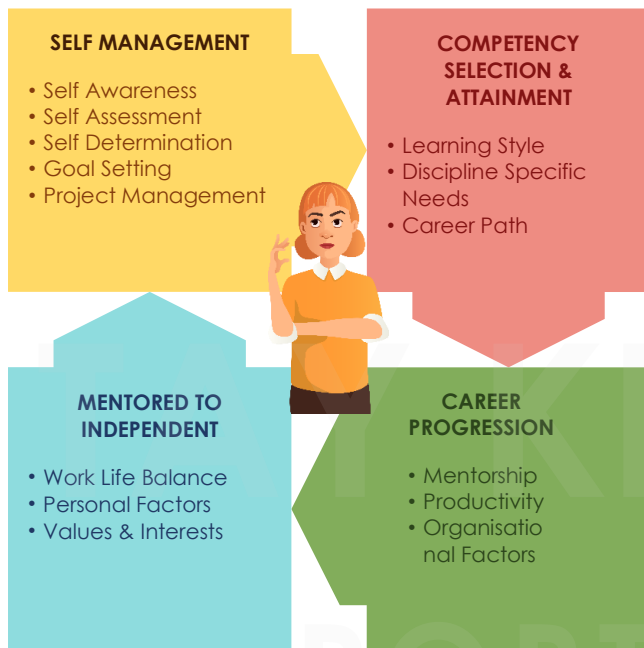 SELF MANAGEMENT
• Self Awareness
• Self Assessment
• Self Determination
• Goal Setting
• Project Management
COMPETENCY
SELECTION &
ATTAINMENT
• Learning Style
• Discipline Specific
Needs
• Career Path
MENTORED TO
INDEPENDENT
• Work Life Balance
• Personal Factors
• Values & Interests
CAREER
PROGRESSION
• Mentorship
• Productivity
• Organisatio
nal Factors